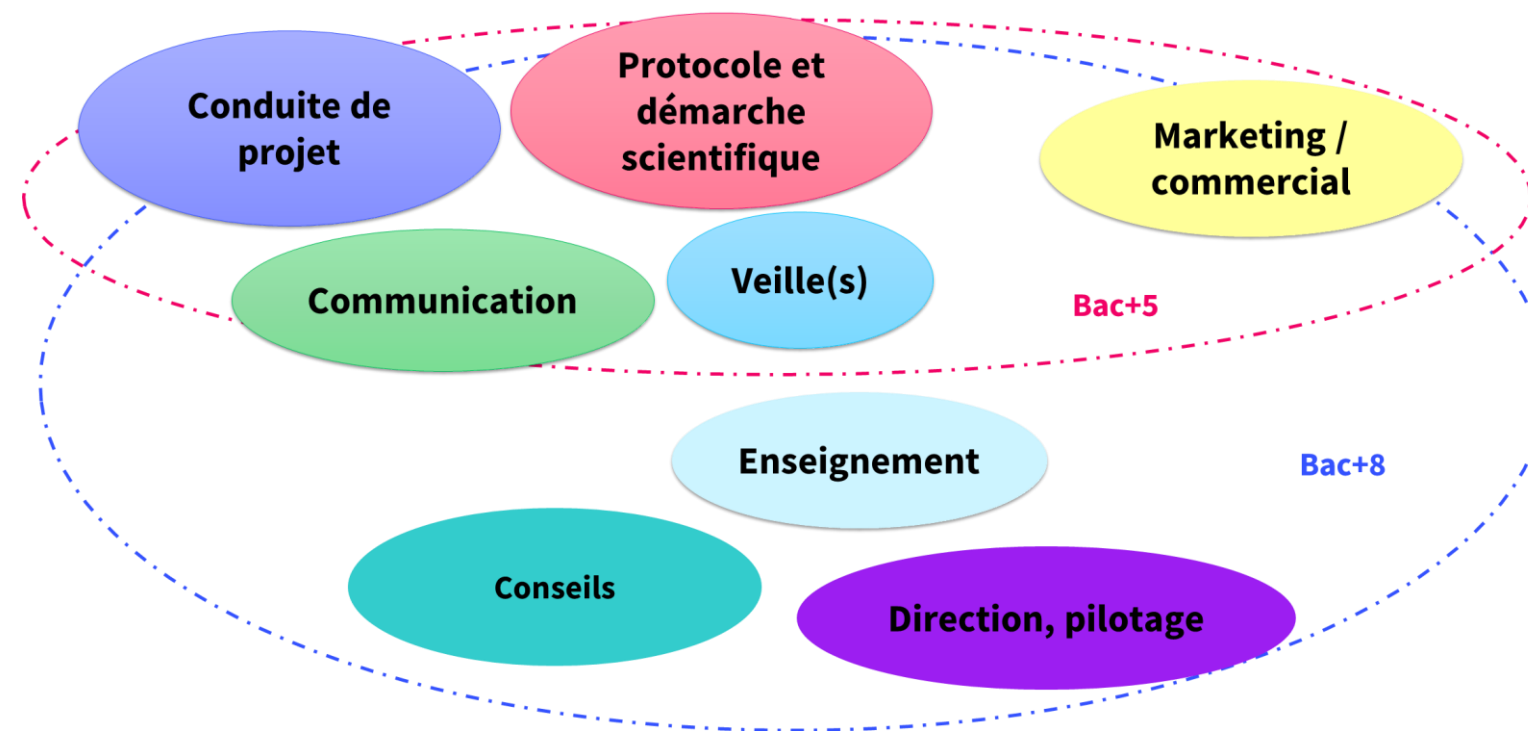 Conduite de
projet
Protocole et
démarche
scientifique
Marketing /
commercial
Communication
Veille(s)
Bac+5
Enseignement
Bac+8
Conseils
Direction, pilotage